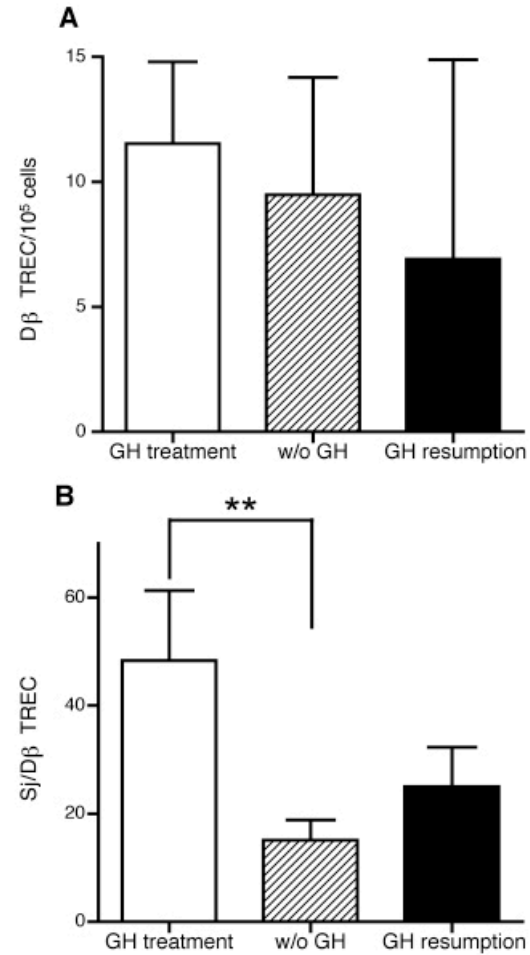 A
15
10
5
0
Dβ TREC/10⁵ cells
GH treatment w/o GH GH resumption
B
**
60
40
20
0
Sj/Dβ TREC
GH treatment w/o GH GH resumption